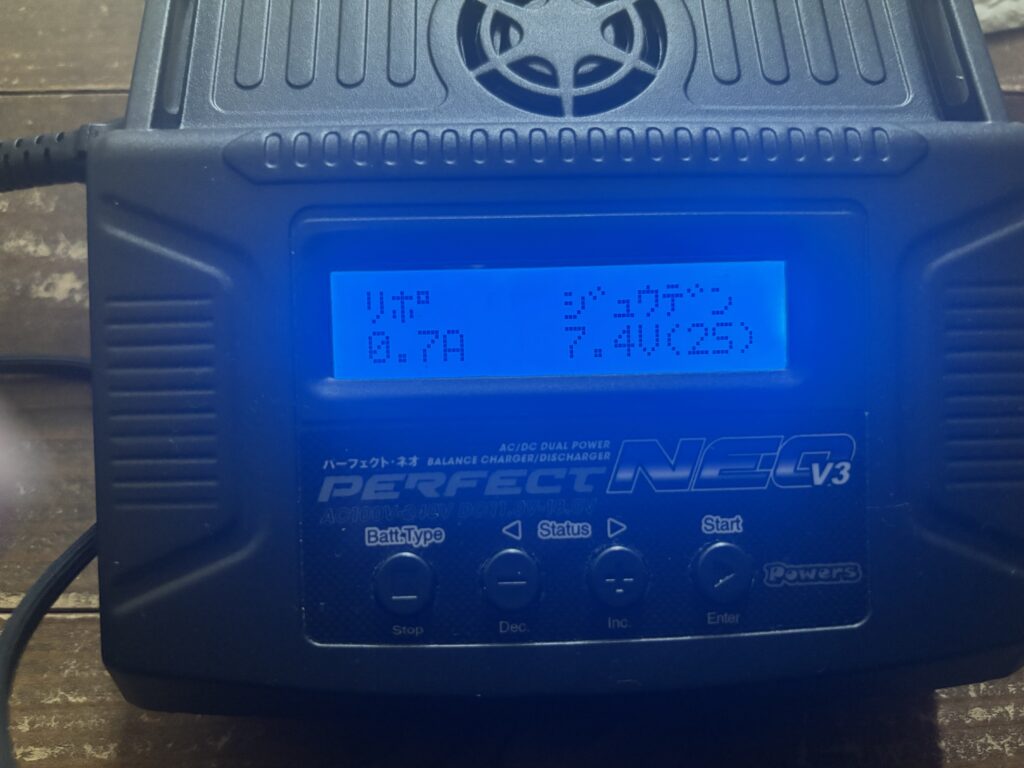 リポ ジュウデン
0.7A 7.4V(2S)
AC/DC DUAL POWER
パーフェクト・ネオ BALANCE CHARGER/DISCHARGER
PERFECT NEO V3
Batt.Type ◁ Status ▷ Start
Powers
Stop Dec. Inc. Enter